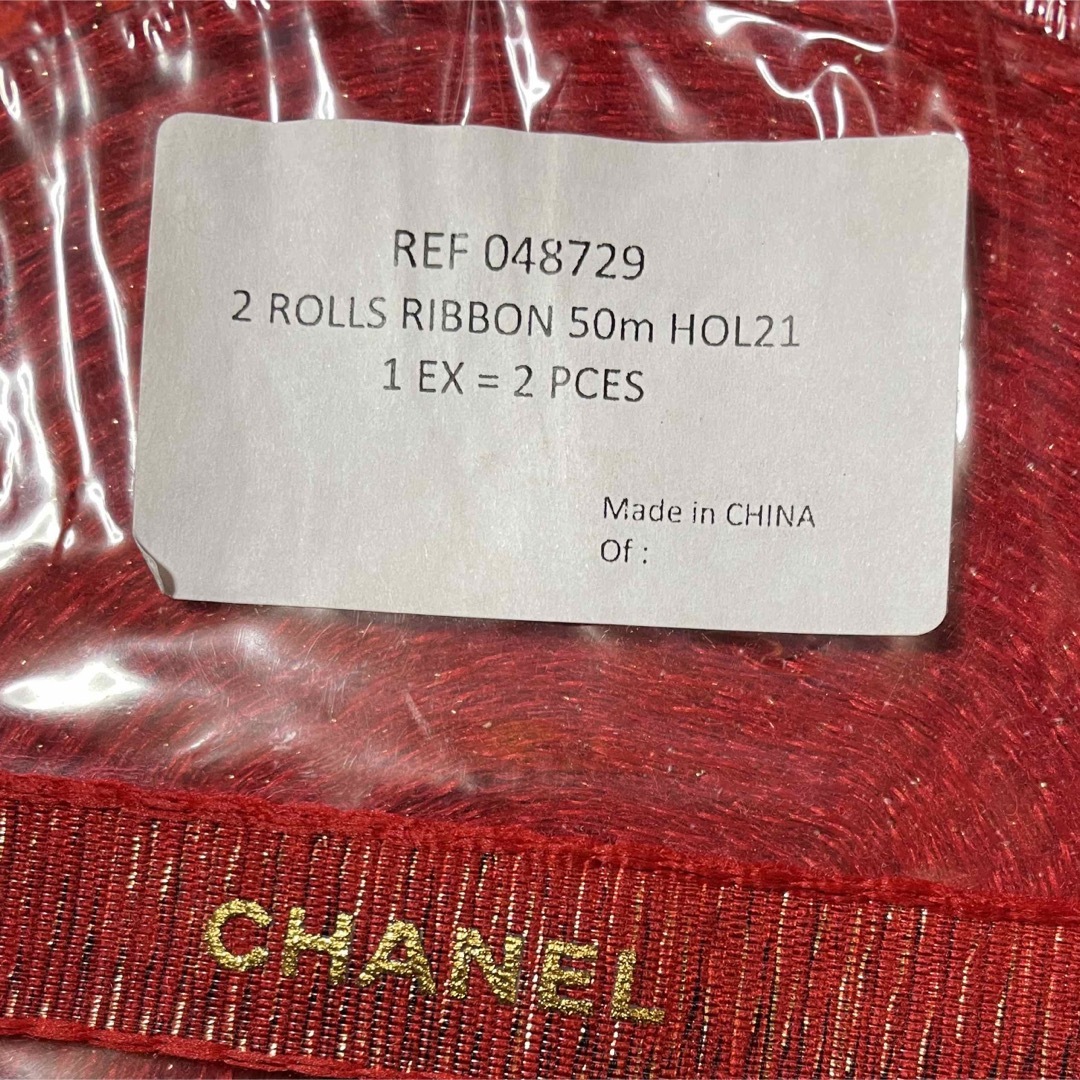 REF 048729
2 ROLLS RIBBON 50m HOL21
1 EX = 2 PCES
Made in CHINA
Of :
CHANEL